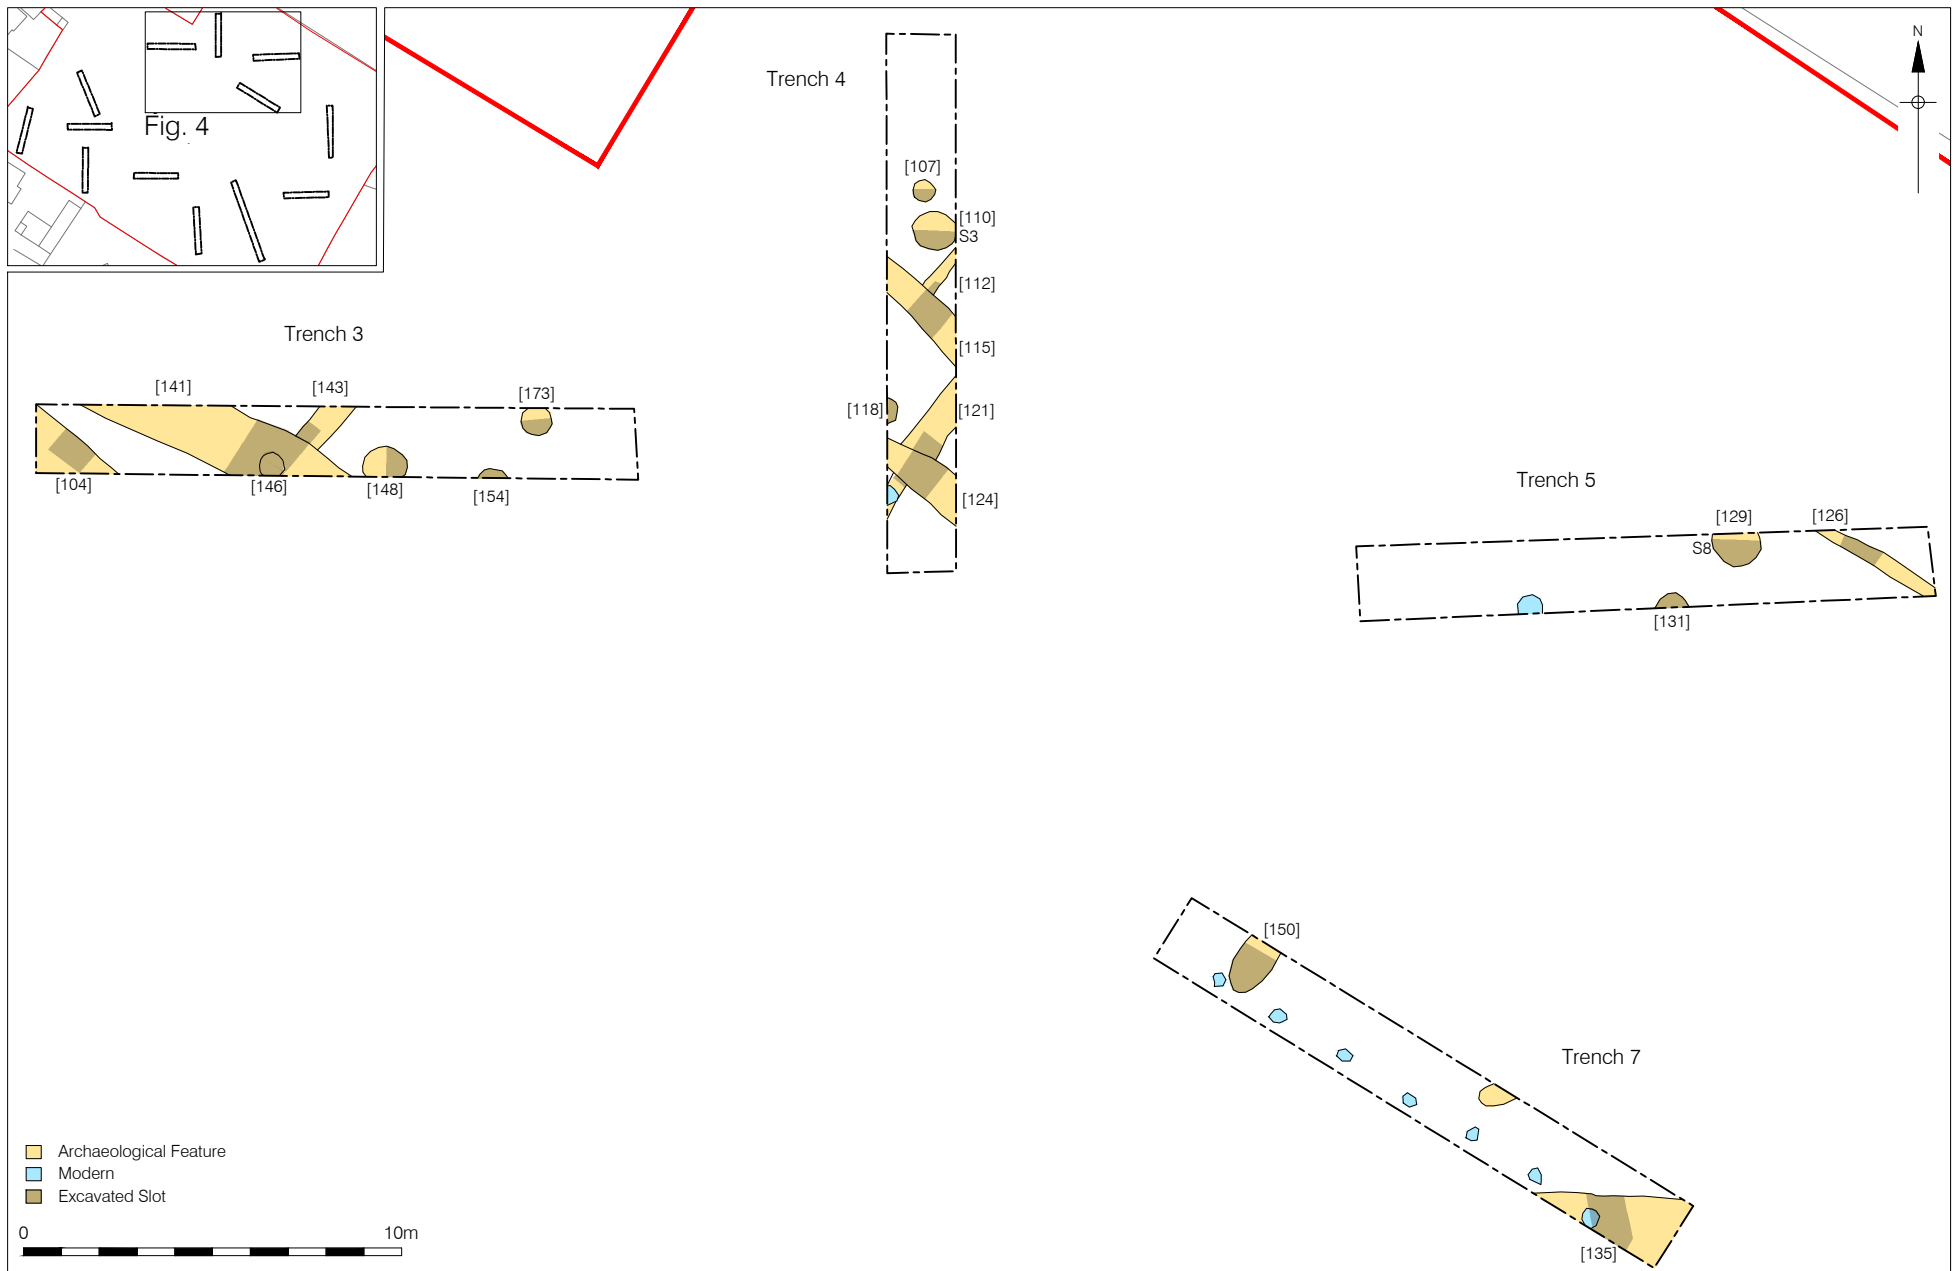 Fig. 4
N
Trench 4
[107]
[110]
S3
[112]
[115]
[118]
[121]
[124]
Trench 3
[141]
[143]
[173]
[104]
[146]
[148]
[154]
Trench 5
[129]
[126]
S8
[131]
[150]
Trench 7
[135]
Archaeological Feature
Modern
Excavated Slot
0 10m